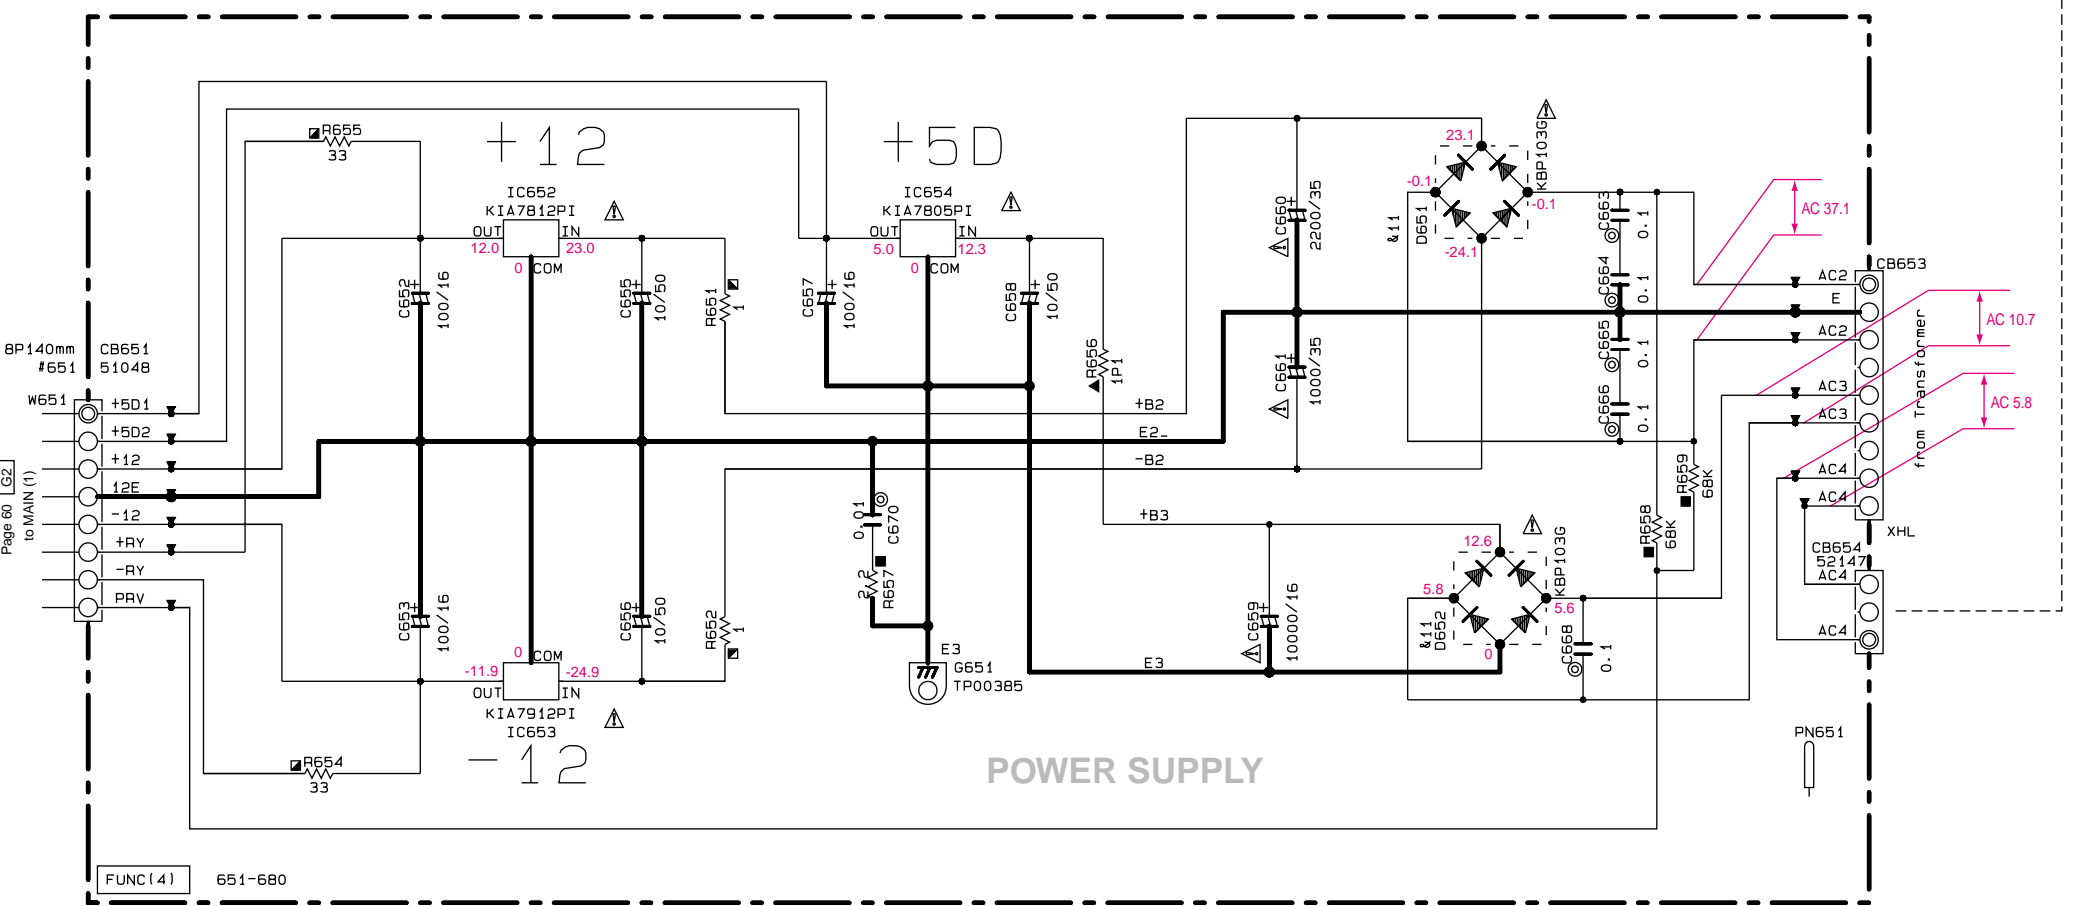 8P140mm
#651
CB651
51048
W651
+5D1
+5D2
+12
12E
-12
+RY
-RY
PRV
Page 60 G2
to MAIN (1)
R655
33
+12
IC652
KIA7812PI
OUT
IN
12.0
23.0
0
COM
C652
100/16
C655
10/50
R651
1
C653
100/16
C656
10/50
R652
1
0
COM
-11.9
-24.9
OUT
IN
KIA7912PI
IC653
-12
R654
33
+5D
IC654
KIA7805PI
OUT
IN
5.0
12.3
0
COM
C657
100/16
C658
10/50
R656
1P1
+B2
E2
-B2
+B3
E3
0.01
C670
2.2
R657
E3
G651
TP00385
C660
2200/35
C661
1000/35
23.1
-0.1
-0.1
-24.1
KBP103G
&11
D651
C663
0.1
C664
0.1
C665
0.1
C666
0.1
R659
68K
R658
68K
C659
10000/16
12.6
5.8
5.6
0
KBP103G
&11
D652
C668
0.1
AC 37.1
AC 10.7
AC 5.8
CB653
AC2
E
AC2
AC3
AC3
AC4
AC4
from Transformer
XHL
CB654
52147
AC4
AC4
PN651
POWER SUPPLY
FUNC(4)
651-680